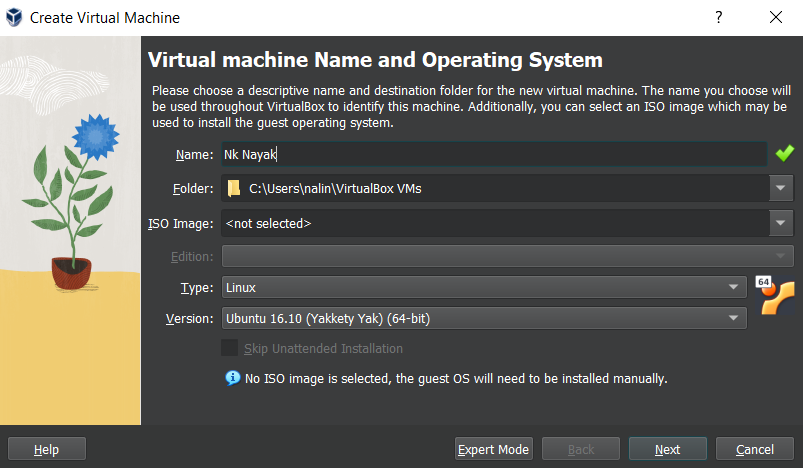 Create Virtual Machine
?
Virtual machine Name and Operating System
Please choose a descriptive name and destination folder for the new virtual machine. The name you choose will
be used throughout VirtualBox to identify this machine. Additionally, you can select an ISO image which may be
used to install the guest operating system.
Name: Nk Nayak
Folder: C:\Users\nalin\VirtualBox VMs
ISO Image: <not selected>
Edition:
Type: Linux
64
Version: Ubuntu 16.10 (Yakkety Yak) (64-bit)
Skip Unattended Installation
No ISO image is selected, the guest OS will need to be installed manually.
Help Expert Mode Back Next Cancel